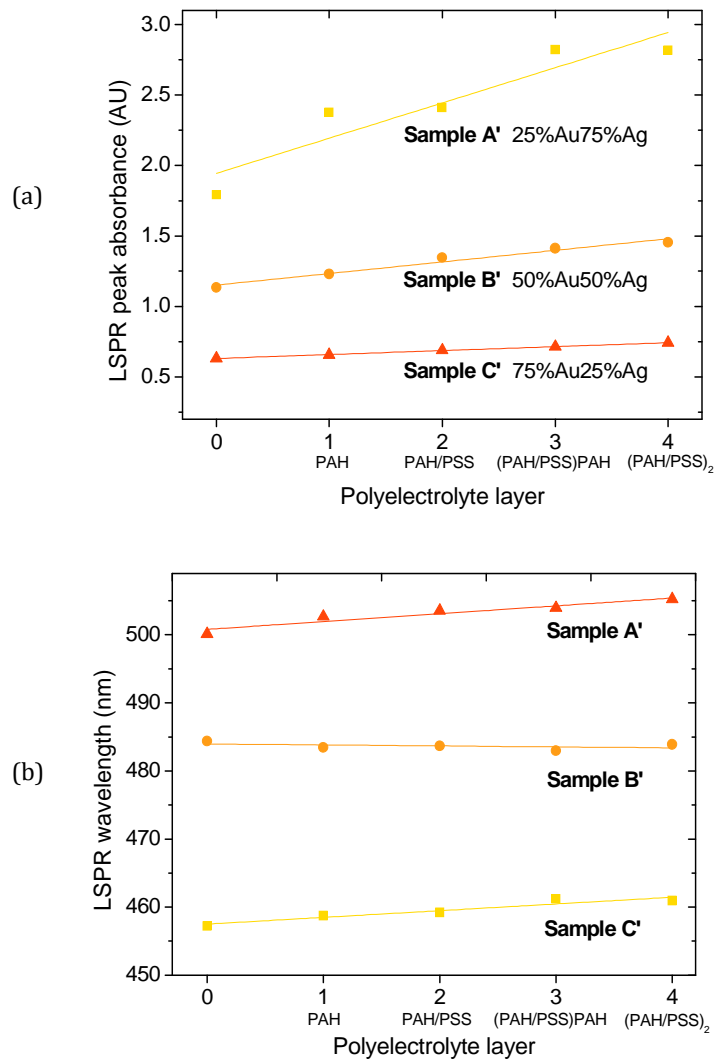 (a)
LSPR peak absorbance (AU)
3.0
2.5
2.0
1.5
1.0
0.5
Sample A' 25%Au75%Ag
Sample B' 50%Au50%Ag
Sample C' 75%Au25%Ag
0 1 2 3 4
PAH PAH/PSS (PAH/PSS)PAH (PAH/PSS)₂
Polyelectrolyte layer
(b)
LSPR wavelength (nm)
500
490
480
470
460
450
Sample A'
Sample B'
Sample C'
0 1 2 3 4
PAH PAH/PSS (PAH/PSS)PAH (PAH/PSS)₂
Polyelectrolyte layer